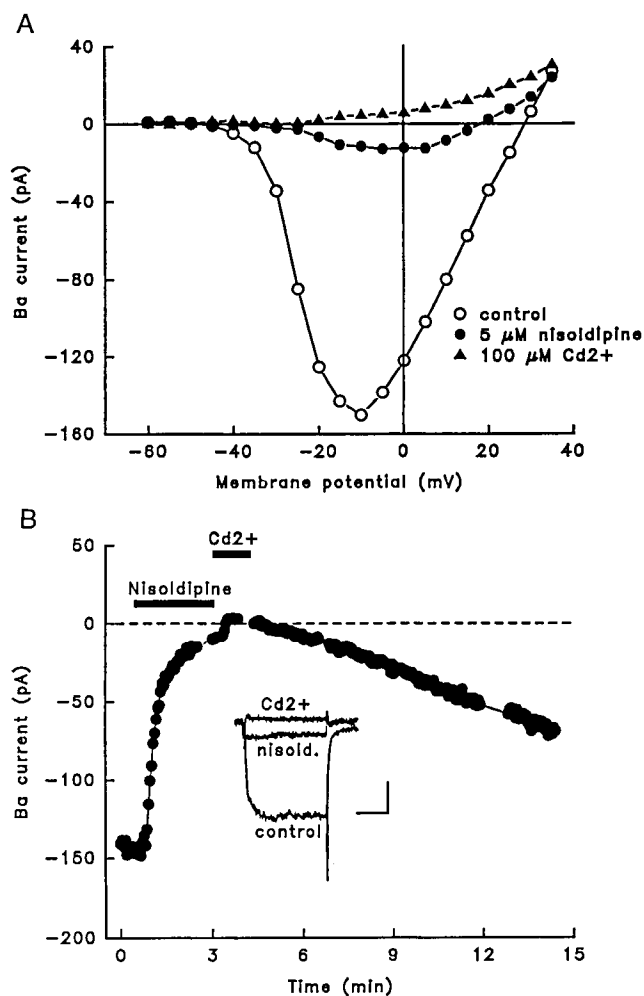 A
40
0
-40
-80
-120
-160
Ba current (pA)
-80 -60 -40 -20 0 20 40
Membrane potential (mV)
control
5 μM nisoldipine
100 μM Cd2+
B
Cd2+
Nisoldipine
50
0
-50
-100
-150
-200
Ba current (pA)
Cd2+
nisold.
control
0 3 6 9 12 15
Time (min)